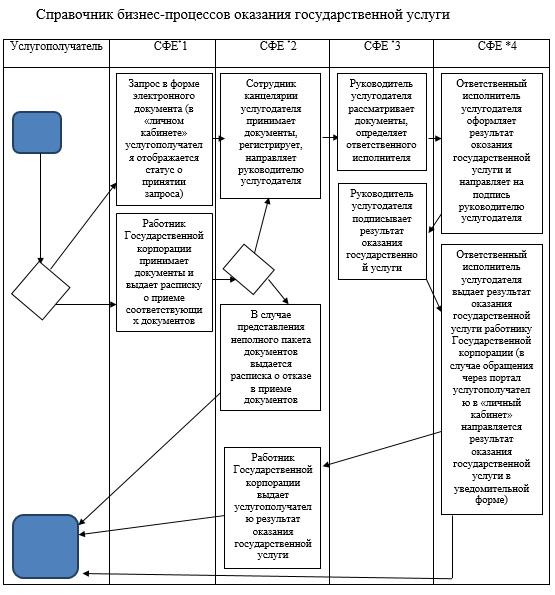 Справочник бизнес-процессов оказания государственной услуги
Услугополучатель
СФЕ*1
СФЕ *2
СФЕ *3
СФЕ *4
Запрос в форме
электронного
документа (в
«личном
кабинете»
услугополучател
я отображается
статус о
принятии
запроса)
Работник
Государственной
корпорации
принимает
документы и
выдает расписку
о приеме
соответствующи
х документов
Сотрудник
канцелярии
услугодателя
принимает
документы,
регистрирует,
направляет
руководителю
услугодателя
В случае
представления
неполного пакета
документов
выдается
расписка о отказе
в приеме
документов
Работник
Государственной
корпорации
выдает
услугополучате
лю результат
оказания
государственной
услуги
Руководитель
услугодателя
рассматривает
документы,
определяет
ответственного
исполнителя
Руководитель
услугодателя
подписывает
результат
оказания
государственно
й услуги
Ответственный
исполнитель
услугодателя
оформляет
результат
оказания
государственной
услуги и
направляет на
подпись
руководителю
услугодателя
Ответственный
исполнитель
услугодателя
выдает результат
оказания
государственной
услуги работнику
Государственной
корпорации (в
случае обращения
через портал
услугополучател
ю в «личный
кабинет»
направляется
результат
оказания
государственной
услуги в
уведомительной
форме)